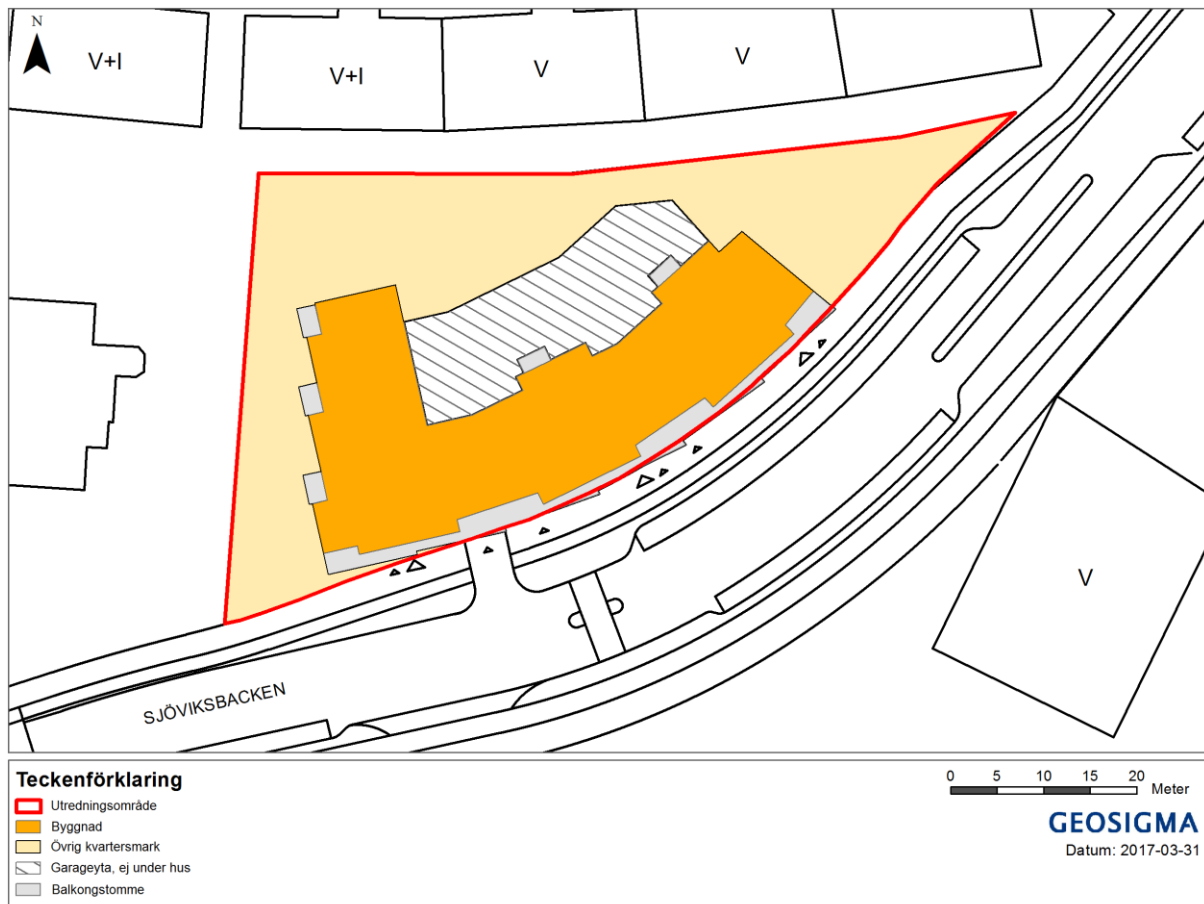 N
V+I
V+I
V
V
V
SJÖVIKSBACKEN
Teckenförklaring
Utredningsområde
Byggnad
Övrig kvartersmark
Garageyta, ej under hus
Balkongstomme
0 5 10 15 20
Meter
GEOSIGMA
Datum: 2017-03-31